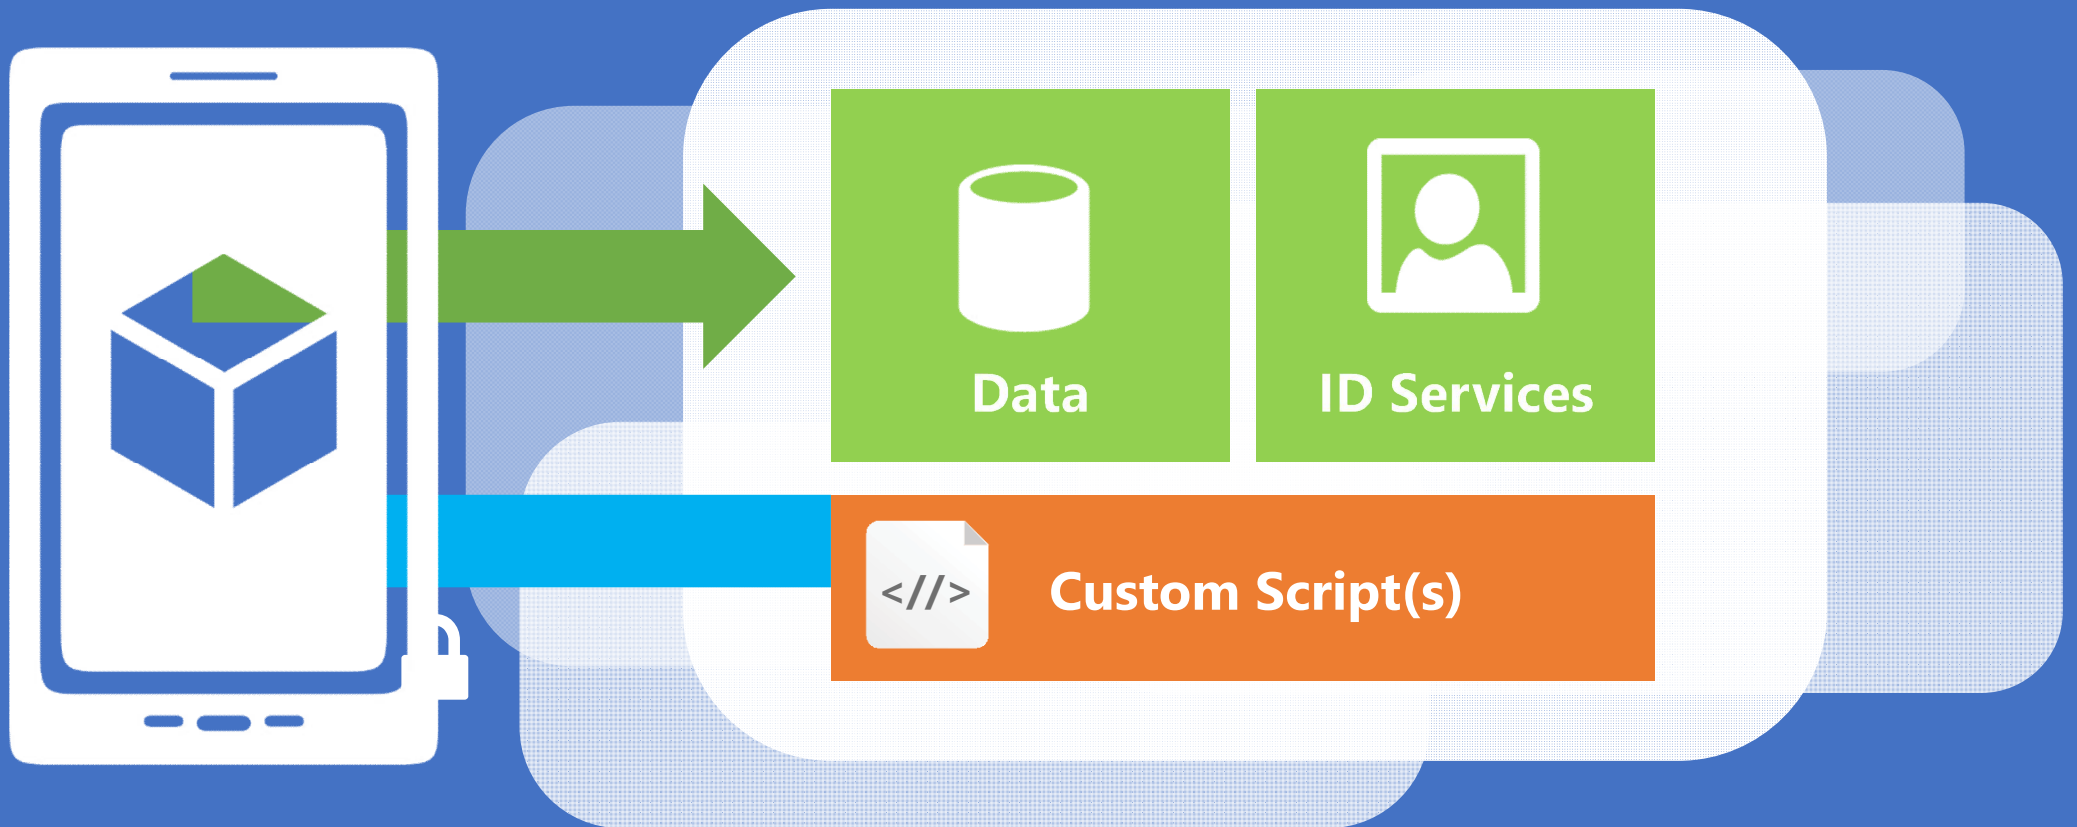 Data
ID Services
<//>
Custom Script(s)